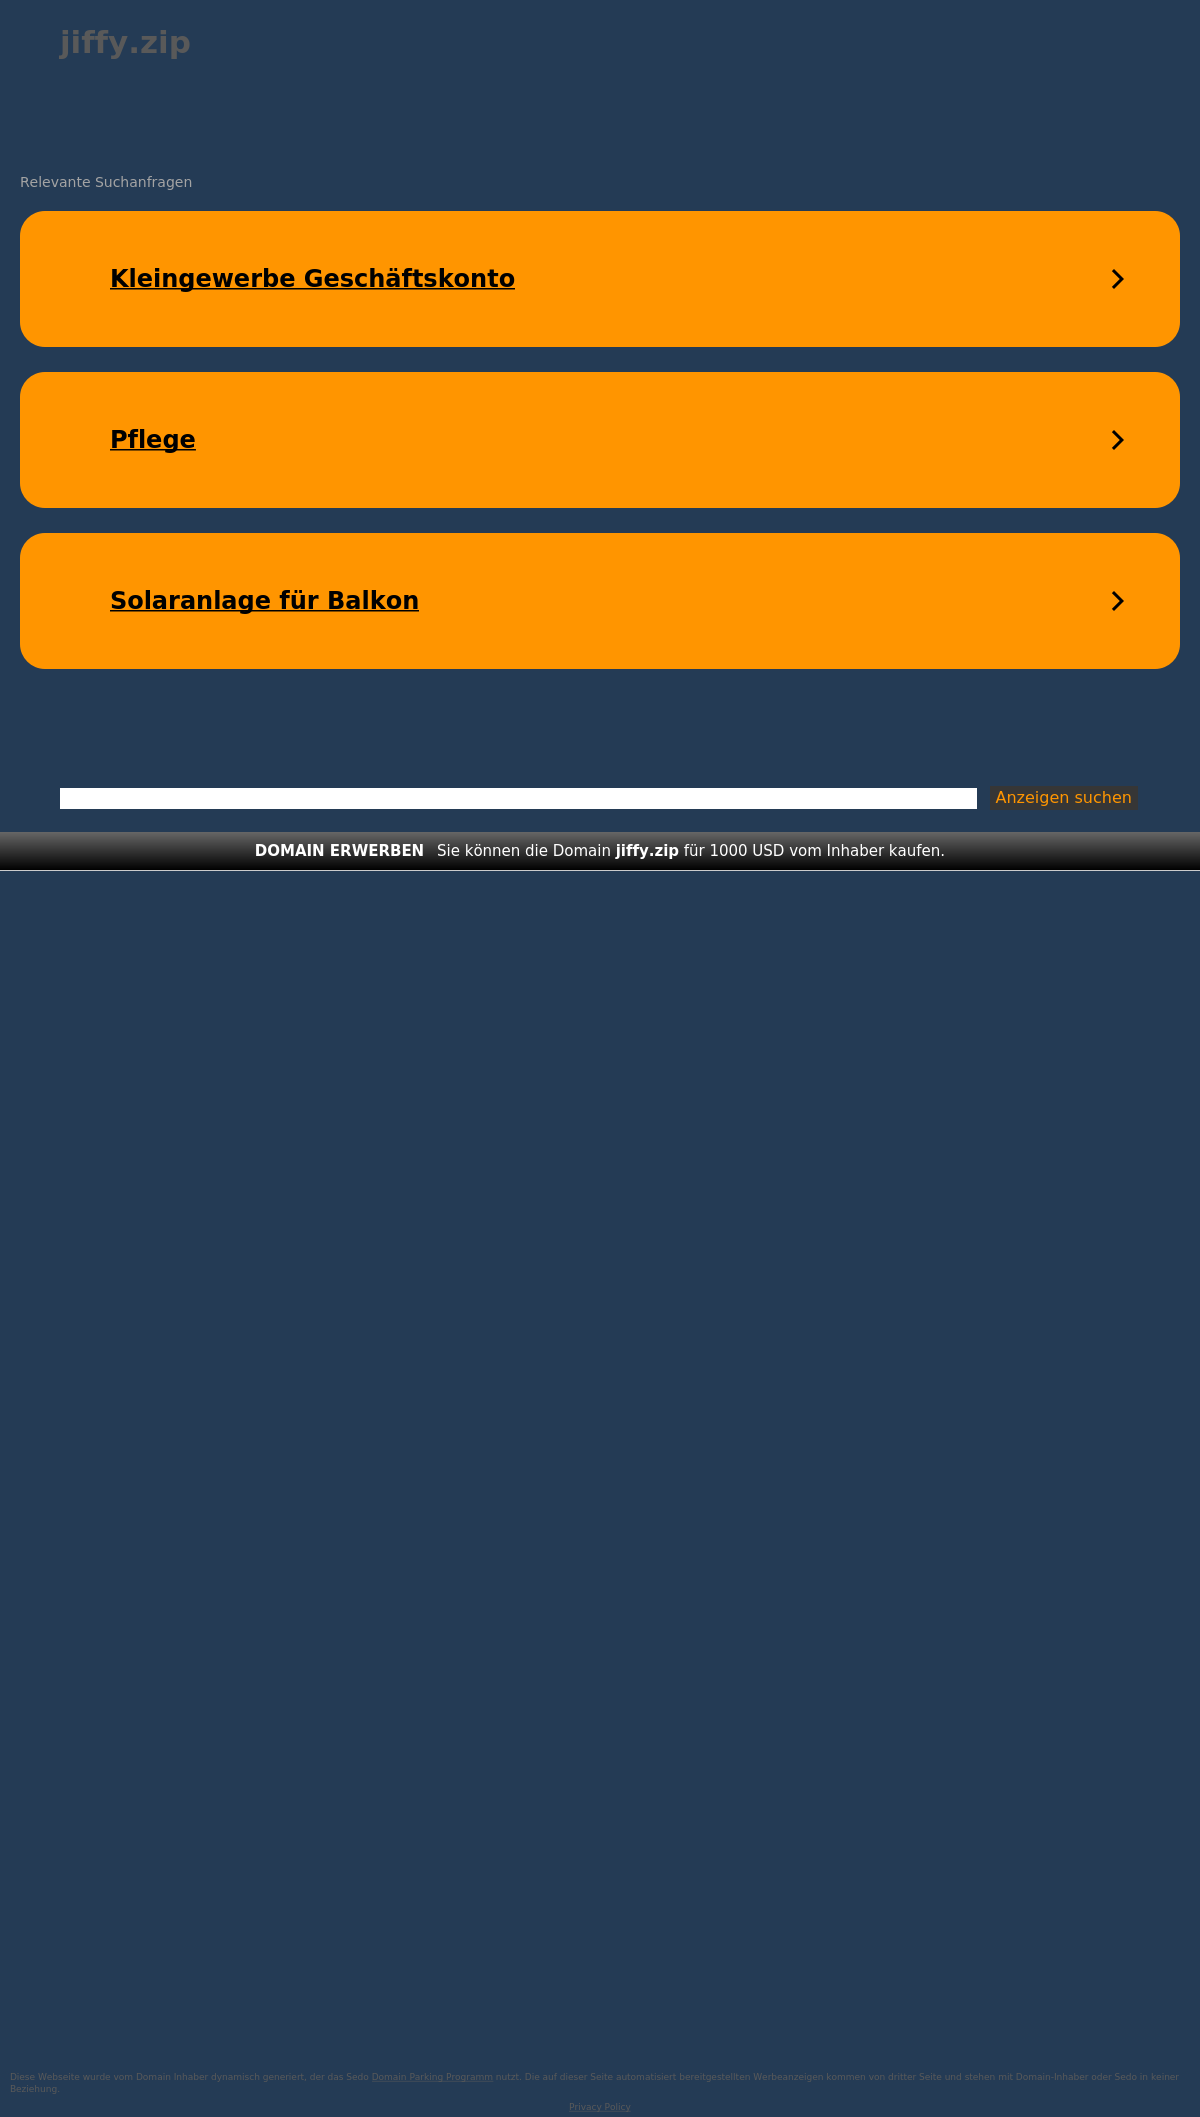 jiffy.zip
Relevante Suchanfragen
Kleingewerbe Geschäftskonto
Pflege
Solaranlage für Balkon
Anzeigen suchen
DOMAIN ERWERBEN Sie können die Domain jiffy.zip für 1000 USD vom Inhaber kaufen.
Diese Webseite wurde vom Domain Inhaber dynamisch generiert, der das Sedo Domain Parking Programm nutzt. Die auf dieser Seite automatisiert bereitgestellten Werbeanzeigen kommen von dritter Seite und stehen mit Domain-Inhaber oder Sedo in keiner
Beziehung.
Privacy Policy